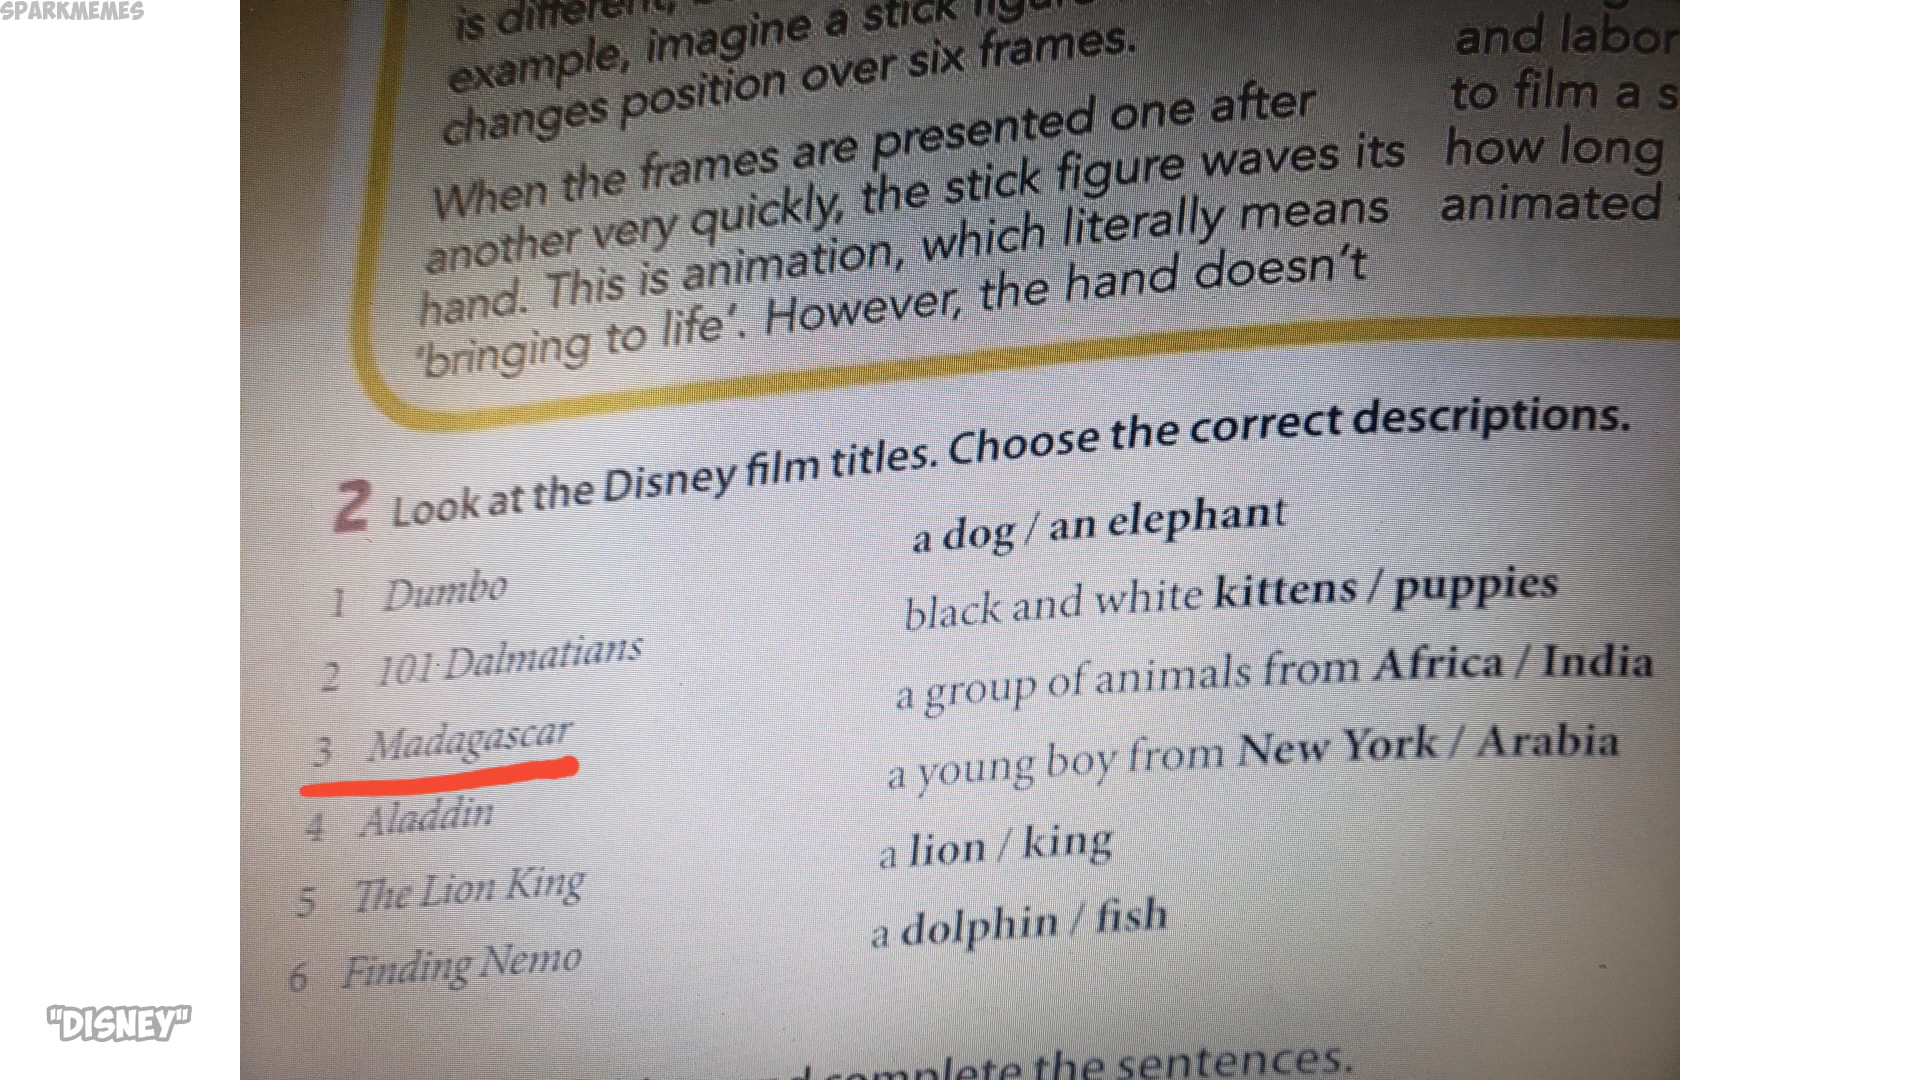 SPARKMEMES
is different,
example, imagine a stick
changes position over six frames.
When the frames are presented one after
another very quickly, the stick figure waves its
hand. This is animation, which literally means
'bringing to life'. However, the hand doesn't
and labor
to film a s
how long
animated
2 Look at the Disney film titles. Choose the correct descriptions.
1 Dumbo a dog / an elephant
2 101 Dalmatians black and white kittens / puppies
3 Madagascar a group of animals from Africa / India
4 Aladdin a young boy from New York / Arabia
5 The Lion King a lion / king
6 Finding Nemo a dolphin / fish
complete the sentences.
"DISNEY"